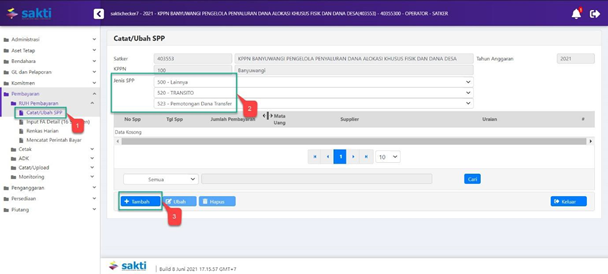 sakti
saktichecker7 - 2021 - KPPN BANYUWANGI PENGELOLA PENYALURAN DANA ALOKASI KHUSUS FISIK DAN DANA DESA(403553) - 40355300 - OPERATOR - SATKER
Administrasi
Aset Tetap
Bendahara
GL dan Pelaporan
Komitmen
Pembayaran
RUH Pembayaran
Catat/Ubah SPP
1
Input FA Detail (16
Renkas Harian
Mencatat Perintah Bayar
Cetak
ADK
Catat/Upload
Monitoring
Penganggaran
Persediaan
Piutang
Catat/Ubah SPP
Satker 403553 KPPN BANYUWANGI PENGELOLA PENYALURAN DANA ALOKASI KHUSUS FISIK DAN DANA DESA Tahun Anggaran 2021
KPPN 100 Banyuwangi
Jenis SPP 500 - Lainnya
520 - TRANSITO
523 - Pemotongan Dana Transfer
2
No Spp Tgl Spp Jumlah Pembayaran Mata Uang Supplier Uraian
Data Kosong
1 10
Semua Cari
+ Tambah Ubah Hapus Keluar
3
sakti Build 8 Juni 2021 17:15:57 GMT+7